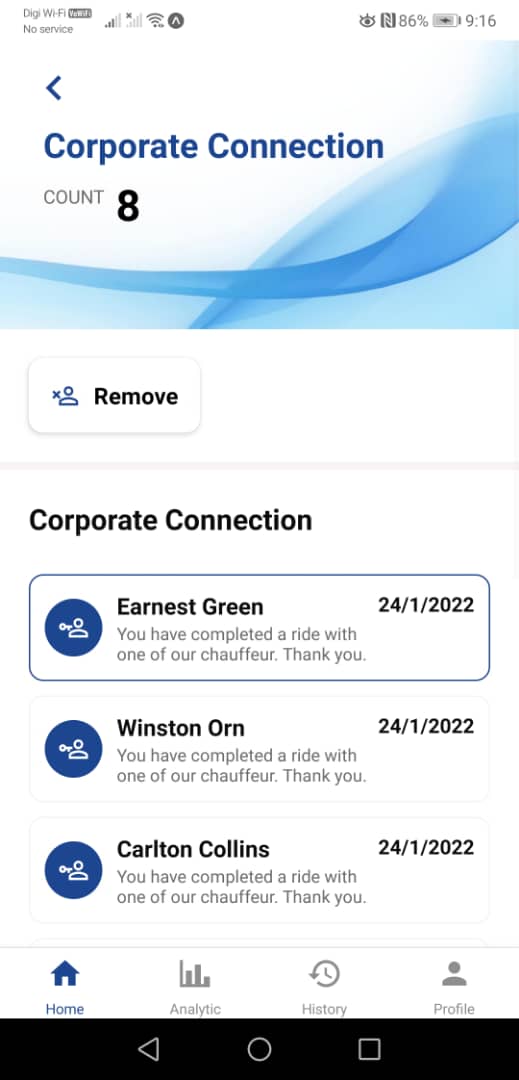 Digi Wi-Fi VoWiFi
No service
86%
9:16
Corporate Connection
COUNT 8
Remove
Corporate Connection
Earnest Green 24/1/2022
You have completed a ride with
one of our chauffeur. Thank you.
Winston Orn 24/1/2022
You have completed a ride with
one of our chauffeur. Thank you.
Carlton Collins 24/1/2022
You have completed a ride with
one of our chauffeur. Thank you.
Home Analytic History Profile